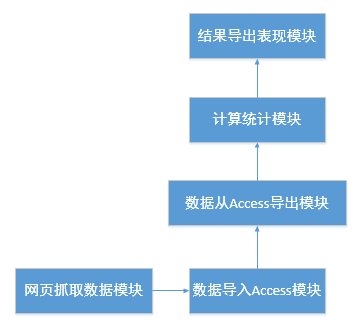 结果导出表现模块
计算统计模块
数据从Access导出模块
网页抓取数据模块
数据导入Access模块